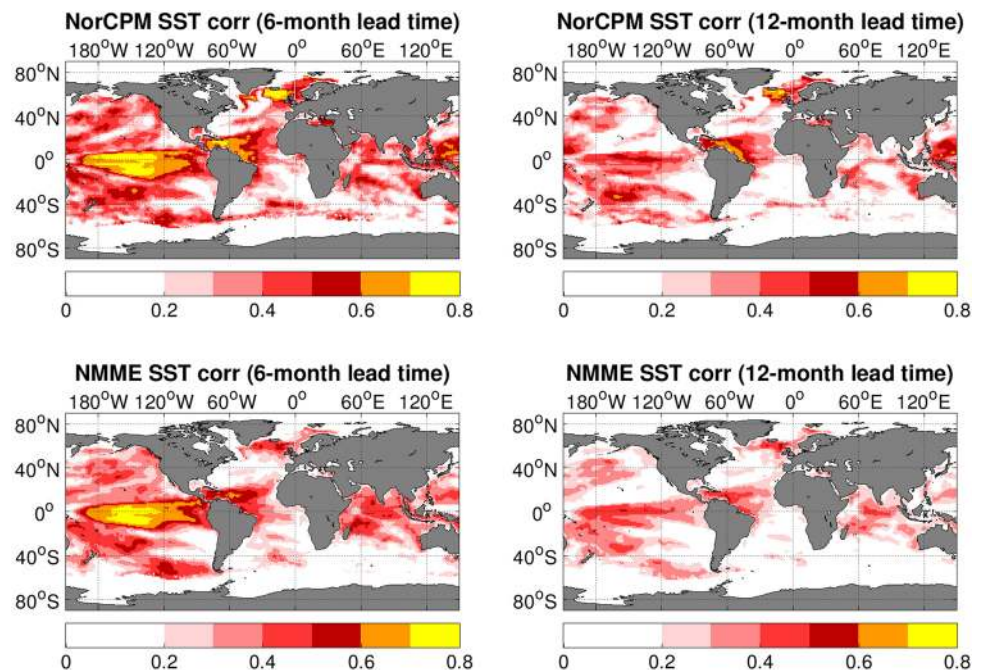 NorCPM SST corr (6-month lead time)
180°W 120°W 60°W 0° 60°E 120°E
80°N
40°N
0°
40°S
80°S
0 0.2 0.4 0.6 0.8
NorCPM SST corr (12-month lead time)
180°W 120°W 60°W 0° 60°E 120°E
80°N
40°N
0°
40°S
80°S
0 0.2 0.4 0.6 0.8
NMME SST corr (6-month lead time)
180°W 120°W 60°W 0° 60°E 120°E
80°N
40°N
0°
40°S
80°S
0 0.2 0.4 0.6 0.8
NMME SST corr (12-month lead time)
180°W 120°W 60°W 0° 60°E 120°E
80°N
40°N
0°
40°S
80°S
0 0.2 0.4 0.6 0.8